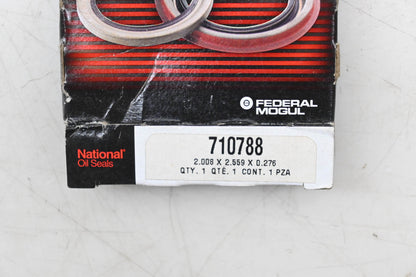 FEDERAL
MOGUL
National®
Oil Seals
710788
2.008 X 2.559 X 0.276
QTY. 1 QTÉ. 1 CONT. 1 PZA